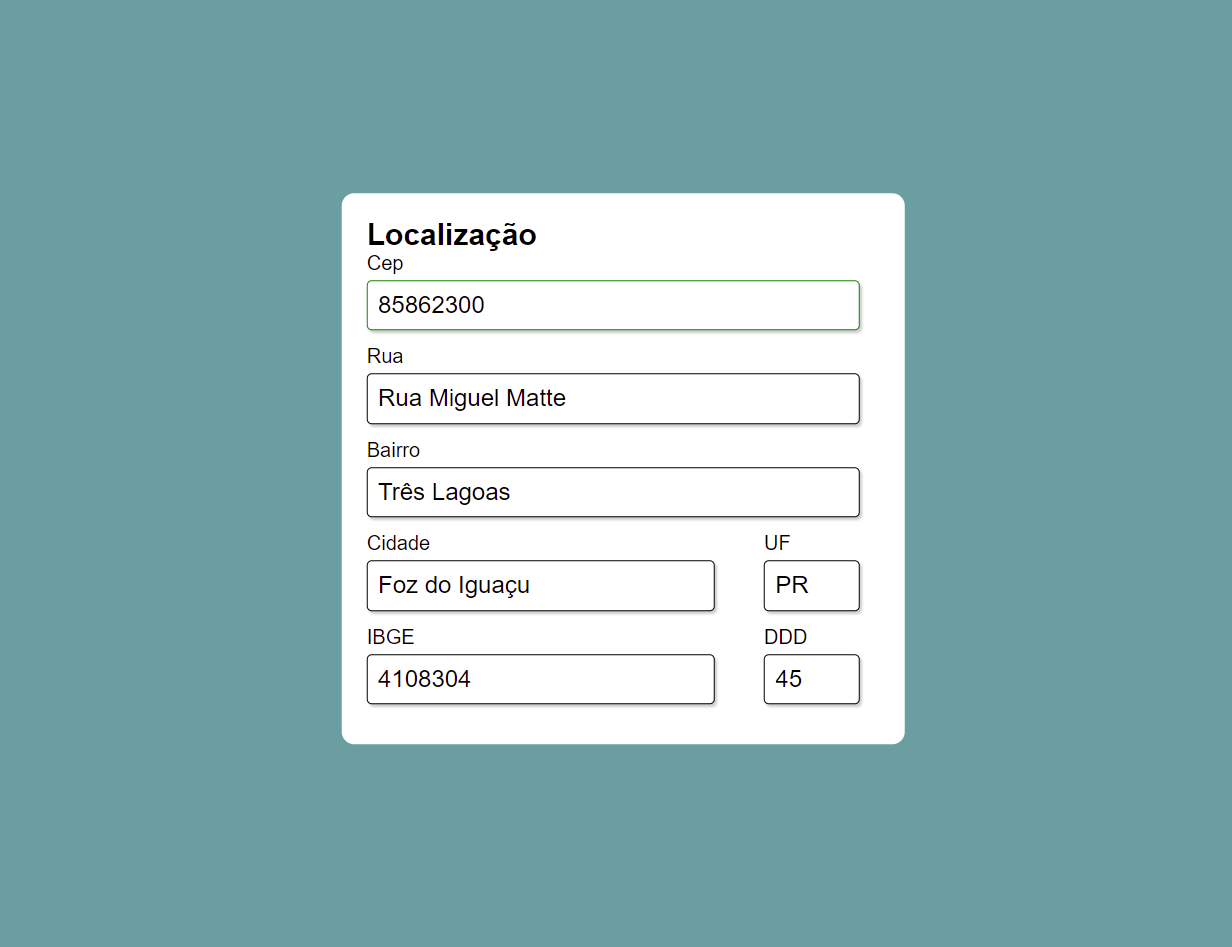 Localização
Cep
85862300
Rua
Rua Miguel Matte
Bairro
Três Lagoas
Cidade UF
Foz do Iguaçu PR
IBGE DDD
4108304 45